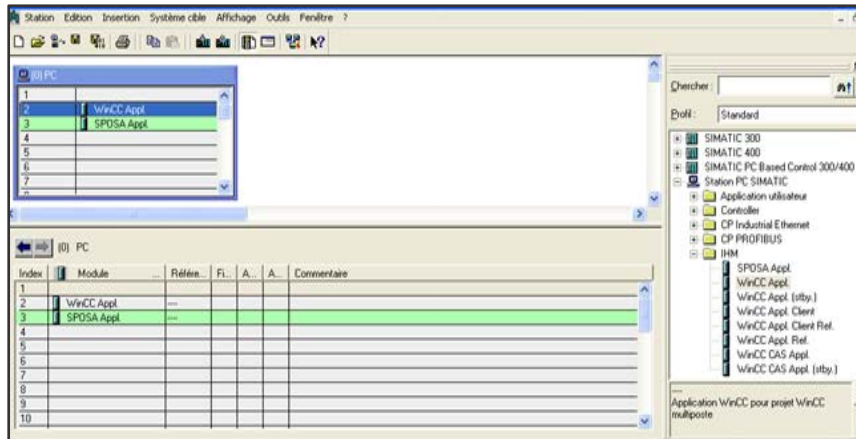 Station Edition Insertion Système cible Affichage Outils Fenêtre ?
(0) PC
1
2 WinCC Appl.
3 SPOSA Appl.
4
5
6
7
Chercher :
Profil : Standard
SIMATIC 300
SIMATIC 400
SIMATIC PC Based Control 300/400
Station PC SIMATIC
Application utilisateur
Controller
CP Industrial Ethernet
CP PROFIBUS
IHM
SPOSA Appl.
WinCC Appl.
WinCC Appl. (stby.)
WinCC Appl. Client
WinCC Appl. Client Ref.
WinCC Appl. Ref.
WinCC CAS Appl.
WinCC CAS Appl. (stby.)
(0) PC
Index Module ... Référe... Fi... A... A... Commentaire
1
2 WinCC Appl. ---
3 SPOSA Appl. ---
4
5
6
7
8
9
10
---
Application WinCC pour projet WinCC
multiposte